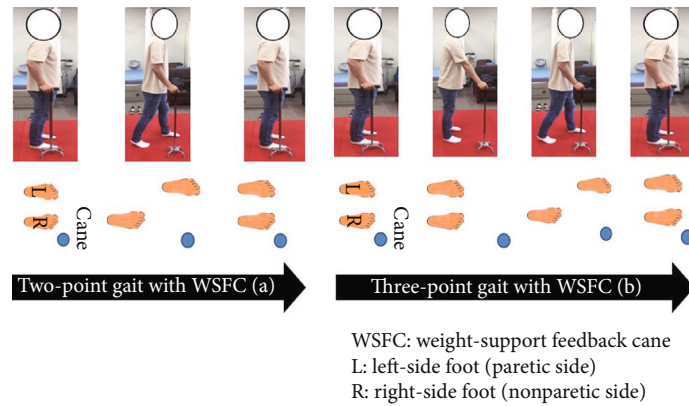 L
R
Cane
L
R
Cane
Two-point gait with WSFC (a)
Three-point gait with WSFC (b)
WSFC: weight-support feedback cane
L: left-side foot (paretic side)
R: right-side foot (nonparetic side)